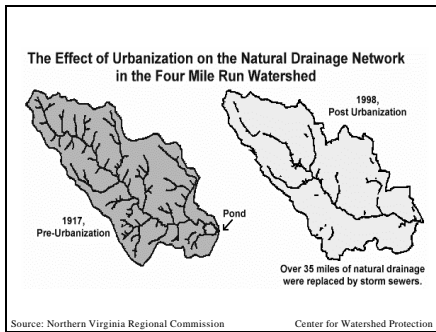 The Effect of Urbanization on the Natural Drainage Network
in the Four Mile Run Watershed
1998,
Post Urbanization
1917,
Pre-Urbanization
Pond
Over 35 miles of natural drainage
were replaced by storm sewers.
Source: Northern Virginia Regional Commission
Center for Watershed Protection